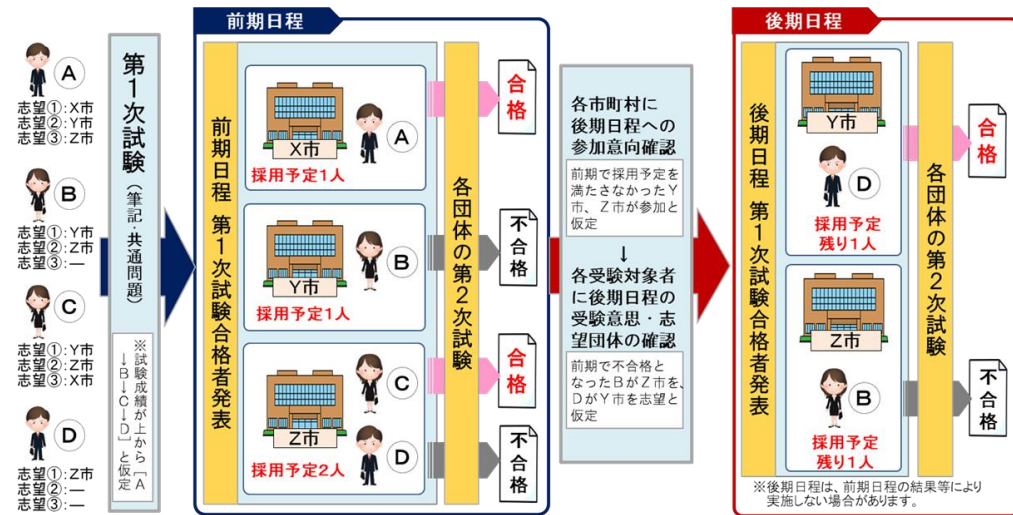 A
志望①:X市
志望②:Y市
志望③:Z市
B
志望①:Y市
志望②:Z市
志望③:―
C
志望①:Y市
志望②:Z市
志望③:X市
D
志望①:Z市
志望②:―
志望③:―
第1次試験
(筆記・共通問題)
※試験成績が上から[A
→B→C→D]と仮定
前期日程
前期日程 第1次試験合格者発表
X市
A
採用予定1人
Y市
B
採用予定1人
Z市
C
D
採用予定2人
各団体の第2次試験
合格
不合格
合格
不合格
各市町村に
後期日程への
参加意向確認
前期で採用予定を
満たさなかったY
市、Z市が参加と
仮定
↓
各受験対象者
に後期日程の
受験意思・志
望団体の確認
前期で不合格と
なったBがZ市を、
DがY市を志望と
仮定
後期日程
後期日程 第1次試験合格者発表
Y市
D
採用予定
残り1人
Z市
B
採用予定
残り1人
各団体の第2次試験
合格
不合格
※後期日程は、前期日程の結果等により
実施しない場合があります。